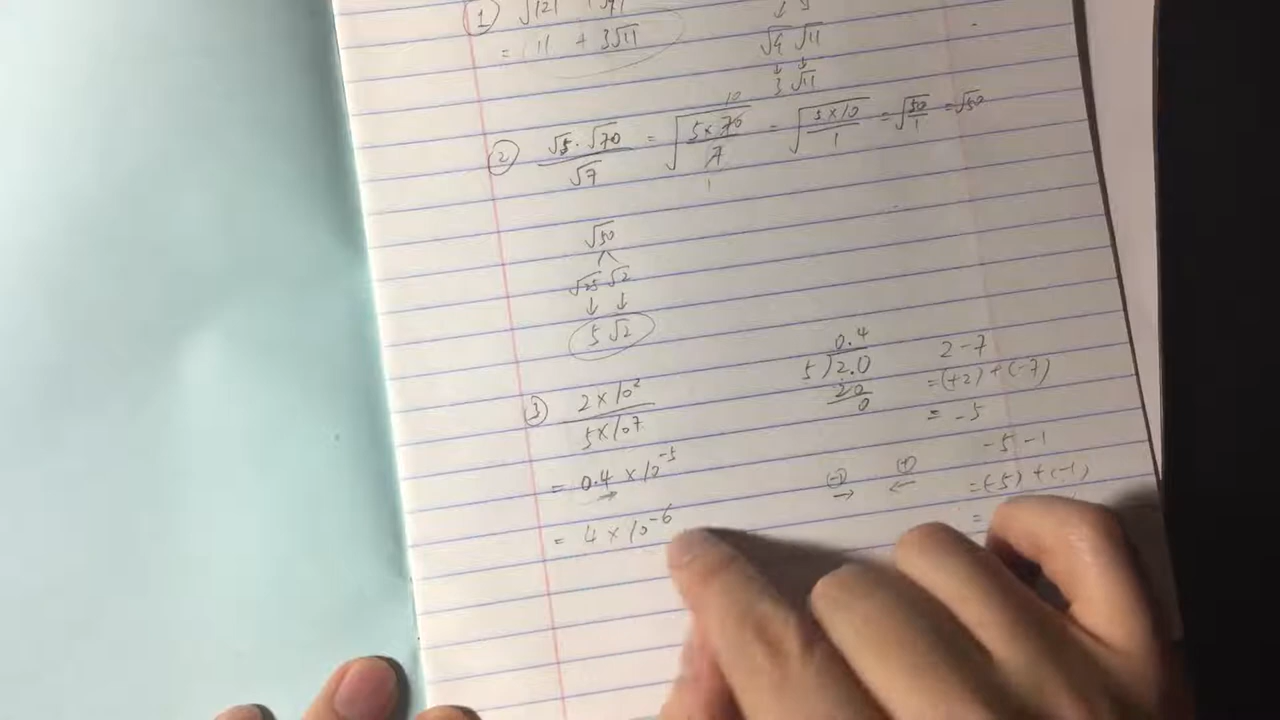 ① √121
= 11 + 3√11
√4 √11
↓ ↓
3 √11
② √5 · √70 / √7 = √(5 × 70 / 7) = √(5 × 10 / 1) = √(50 / 1) = √50
10
1
√50
√25 √2
↓ ↓
5 √2
③ 2 × 10² / 5 × 10⁷
= 0.4 × 10⁻⁵
= 4 × 10⁻⁶
0.4
5 ) 2.0
20
0
2 - 7
= (+2) + (-7)
= -5
(-) (+)
→ ←
-5 - 1
= (-5) + (-1)
=